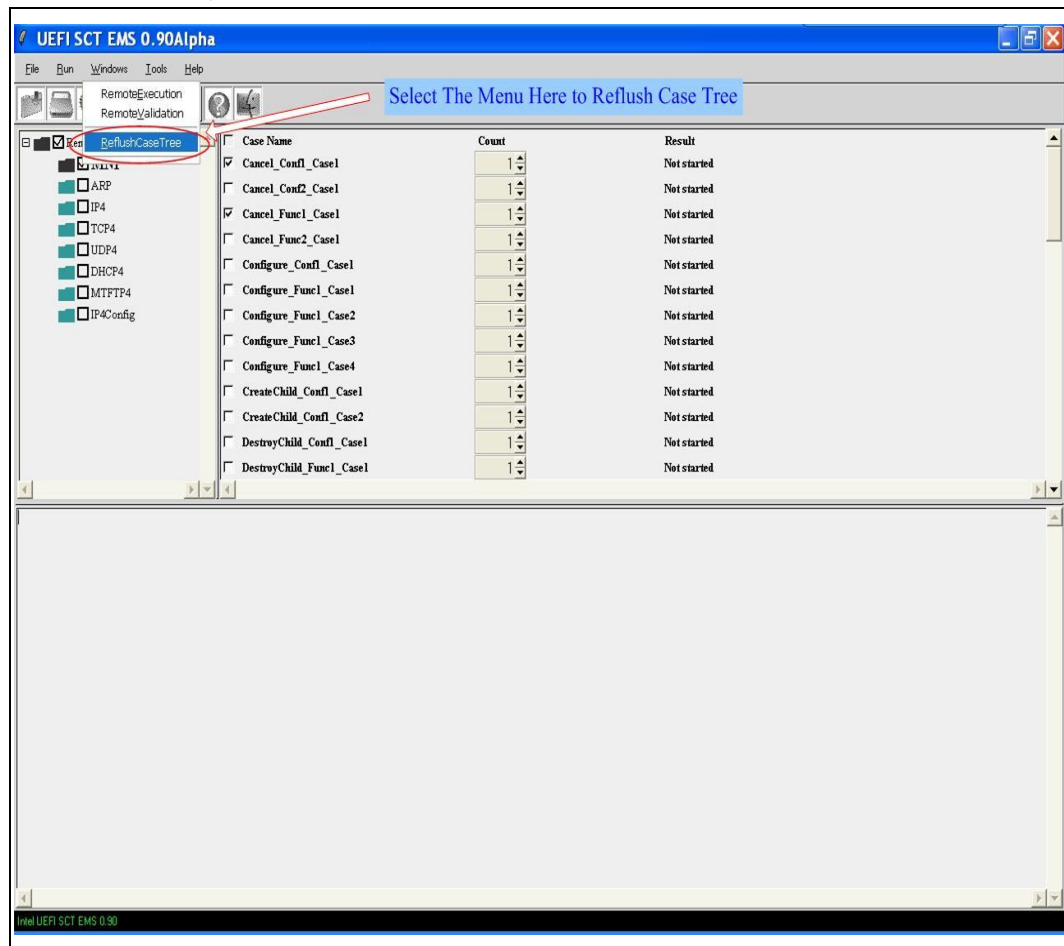 UEFI SCT EMS 0.90Alpha
File Run Windows Tools Help
RemoteExecution
RemoteValidation
ReflushCaseTree
Select The Menu Here to Reflush Case Tree
MNP
ARP
IP4
TCP4
UDP4
DHCP4
MTFTP4
IP4Config
Case Name Count Result
Cancel_Conf1_Case1 1 Not started
Cancel_Conf2_Case1 1 Not started
Cancel_Func1_Case1 1 Not started
Cancel_Func2_Case1 1 Not started
Configure_Conf1_Case1 1 Not started
Configure_Func1_Case1 1 Not started
Configure_Func1_Case2 1 Not started
Configure_Func1_Case3 1 Not started
Configure_Func1_Case4 1 Not started
CreateChild_Conf1_Case1 1 Not started
CreateChild_Conf1_Case2 1 Not started
DestroyChild_Conf1_Case1 1 Not started
DestroyChild_Func1_Case1 1 Not started
Intel UEFI SCT EMS 0.90